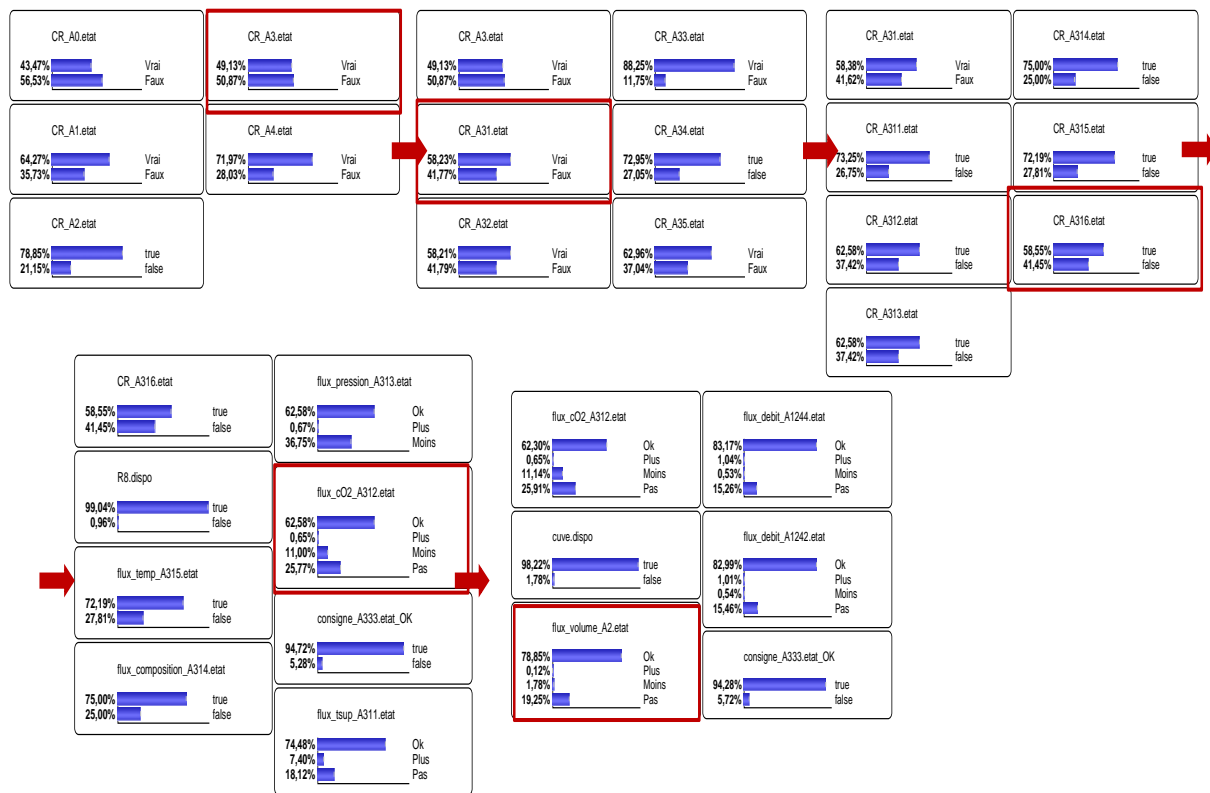 CR_A0.etat
43,47% Vrai
56,53% Faux
CR_A3.etat
49,13% Vrai
50,87% Faux
CR_A1.etat
64,27% Vrai
35,73% Faux
CR_A4.etat
71,97% Vrai
28,03% Faux
CR_A2.etat
78,85% true
21,15% false
CR_A3.etat
49,13% Vrai
50,87% Faux
CR_A33.etat
88,25% Vrai
11,75% Faux
CR_A31.etat
58,23% Vrai
41,77% Faux
CR_A34.etat
72,95% true
27,05% false
CR_A32.etat
58,21% Vrai
41,79% Faux
CR_A35.etat
62,96% Vrai
37,04% Faux
CR_A31.etat
58,38% Vrai
41,62% Faux
CR_A314.etat
75,00% true
25,00% false
CR_A311.etat
73,25% true
26,75% false
CR_A315.etat
72,19% true
27,81% false
CR_A312.etat
62,58% true
37,42% false
CR_A316.etat
58,55% true
41,45% false
CR_A313.etat
62,58% true
37,42% false
CR_A316.etat
58,55% true
41,45% false
flux_pression_A313.etat
62,58% Ok
0,67% Plus
36,75% Moins
R8.dispo
99,04% true
0,96% false
flux_cO2_A312.etat
62,58% Ok
0,65% Plus
11,00% Moins
25,77% Pas
flux_temp_A315.etat
72,19% true
27,81% false
consigne_A333.etat_OK
94,72% true
5,28% false
flux_composition_A314.etat
75,00% true
25,00% false
flux_tsup_A311.etat
74,48% Ok
7,40% Plus
18,12% Pas
flux_cO2_A312.etat
62,30% Ok
0,65% Plus
11,14% Moins
25,91% Pas
flux_debit_A1244.etat
83,17% Ok
1,04% Plus
0,53% Moins
15,26% Pas
cuve.dispo
98,22% true
1,78% false
flux_debit_A1242.etat
82,99% Ok
1,01% Plus
0,54% Moins
15,46% Pas
flux_volume_A2.etat
78,85% Ok
0,12% Plus
1,78% Moins
19,25% Pas
consigne_A333.etat_OK
94,28% true
5,72% false